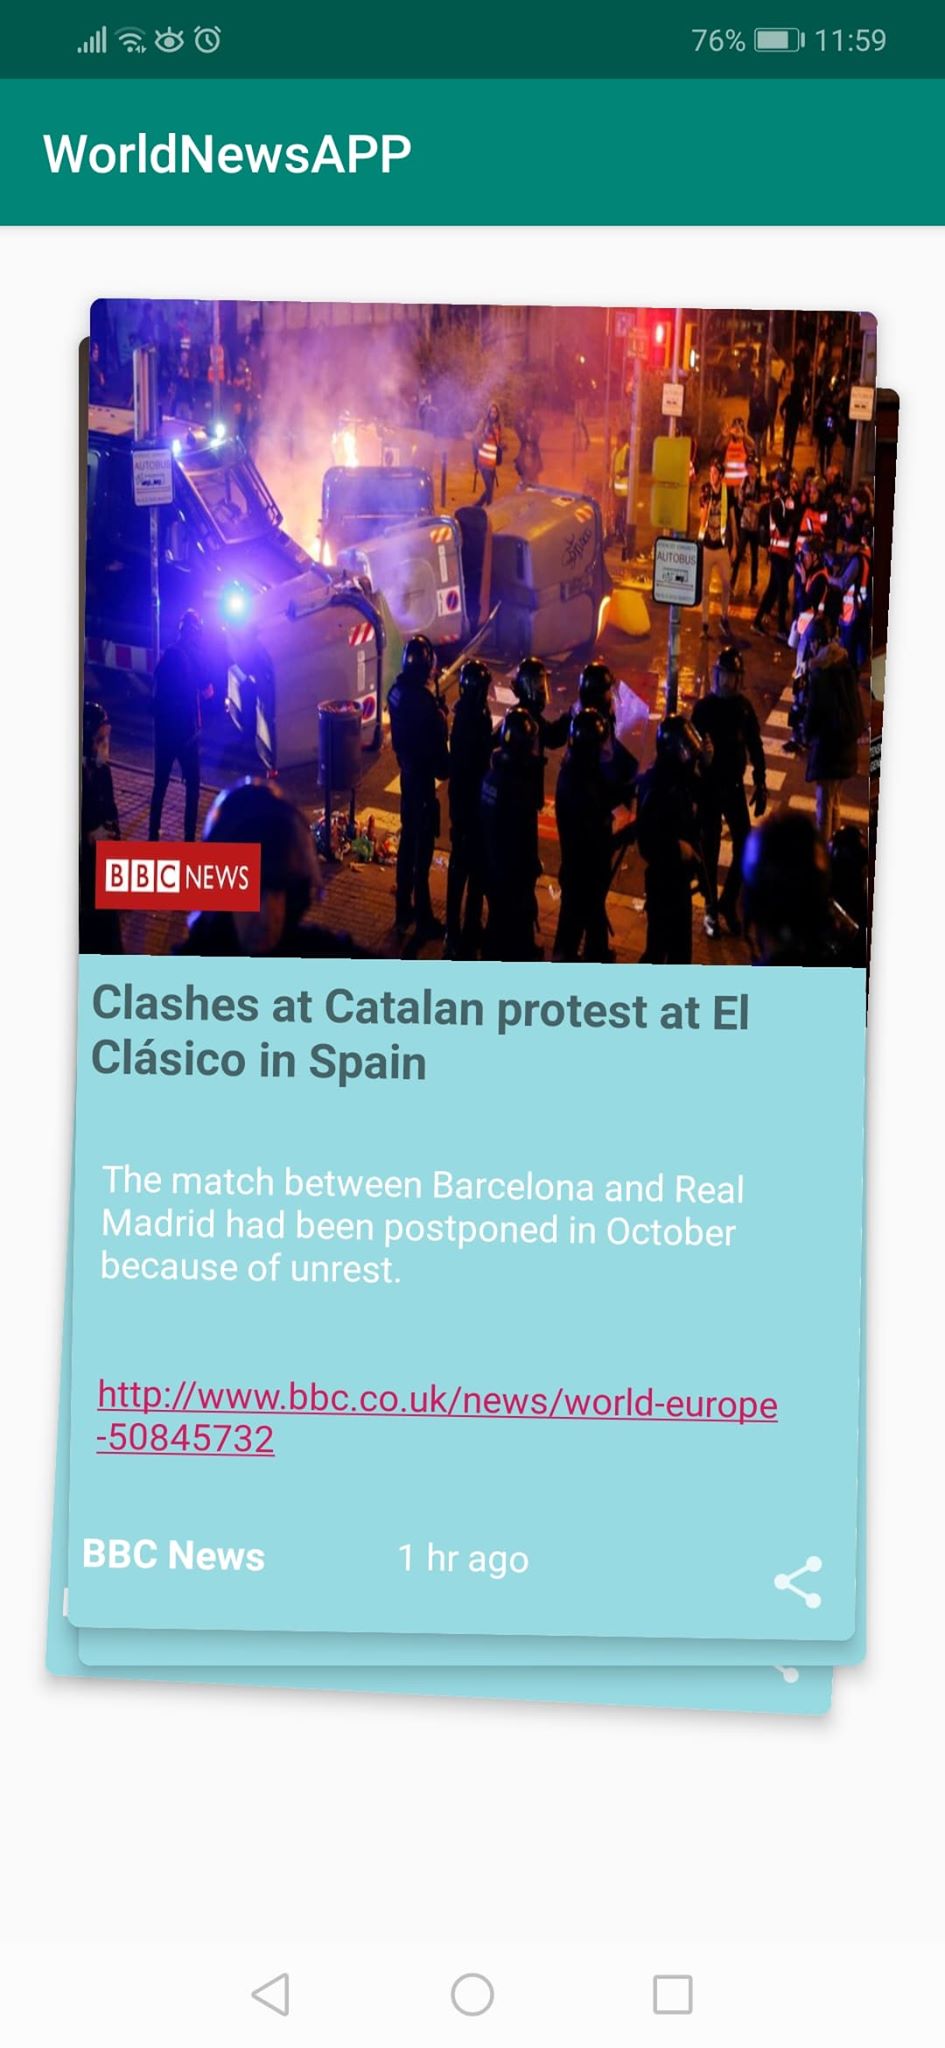 76% 11:59
WorldNewsAPP
AUTOBUS
AUTOBUS
BBC NEWS
Clashes at Catalan protest at El
Clásico in Spain
The match between Barcelona and Real
Madrid had been postponed in October
because of unrest.
http://www.bbc.co.uk/news/world-europe
-50845732
BBC News 1 hr ago